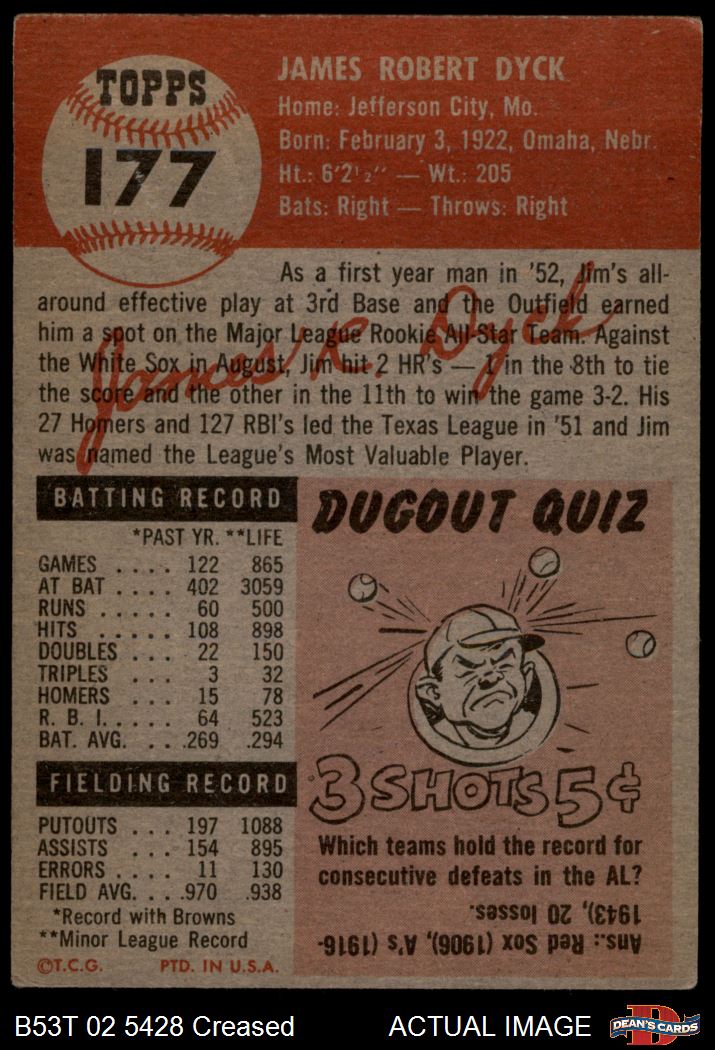 TOPPS
177
JAMES ROBERT DYCK
Home: Jefferson City, Mo.
Born: February 3, 1922, Omaha, Nebr.
Ht.: 6'2½" — Wt.: 205
Bats: Right — Throws: Right
As a first year man in '52, Jim's all-
around effective play at 3rd Base and the Outfield earned
him a spot on the Major League Rookie All-Star Team. Against
the White Sox in August, Jim hit 2 HR's — 1 in the 8th to tie
the score and the other in the 11th to win the game 3-2. His
27 Homers and 127 RBI's led the Texas League in '51 and Jim
was named the League's Most Valuable Player.
James R Dyck
BATTING RECORD
*PAST YR. **LIFE
GAMES .... 122 865
AT BAT .... 402 3059
RUNS ..... 60 500
HITS ..... 108 898
DOUBLES ... 22 150
TRIPLES ... 3 32
HOMERS ... 15 78
R. B. I. .... 64 523
BAT. AVG. .. .269 .294
FIELDING RECORD
PUTOUTS ... 197 1088
ASSISTS ... 154 895
ERRORS .... 11 130
FIELD AVG. .. .970 .938
*Record with Browns
**Minor League Record
©T.C.G. PTD. IN U.S.A.
DUGOUT QUIZ
3 SHOTS 5¢
Which teams hold the record for
consecutive defeats in the AL?
Ans.: Red Sox (1906), A's (1916-
1943), 20 losses.
B53T 02 5428 Creased
ACTUAL IMAGE
D
DEAN'S CARDS